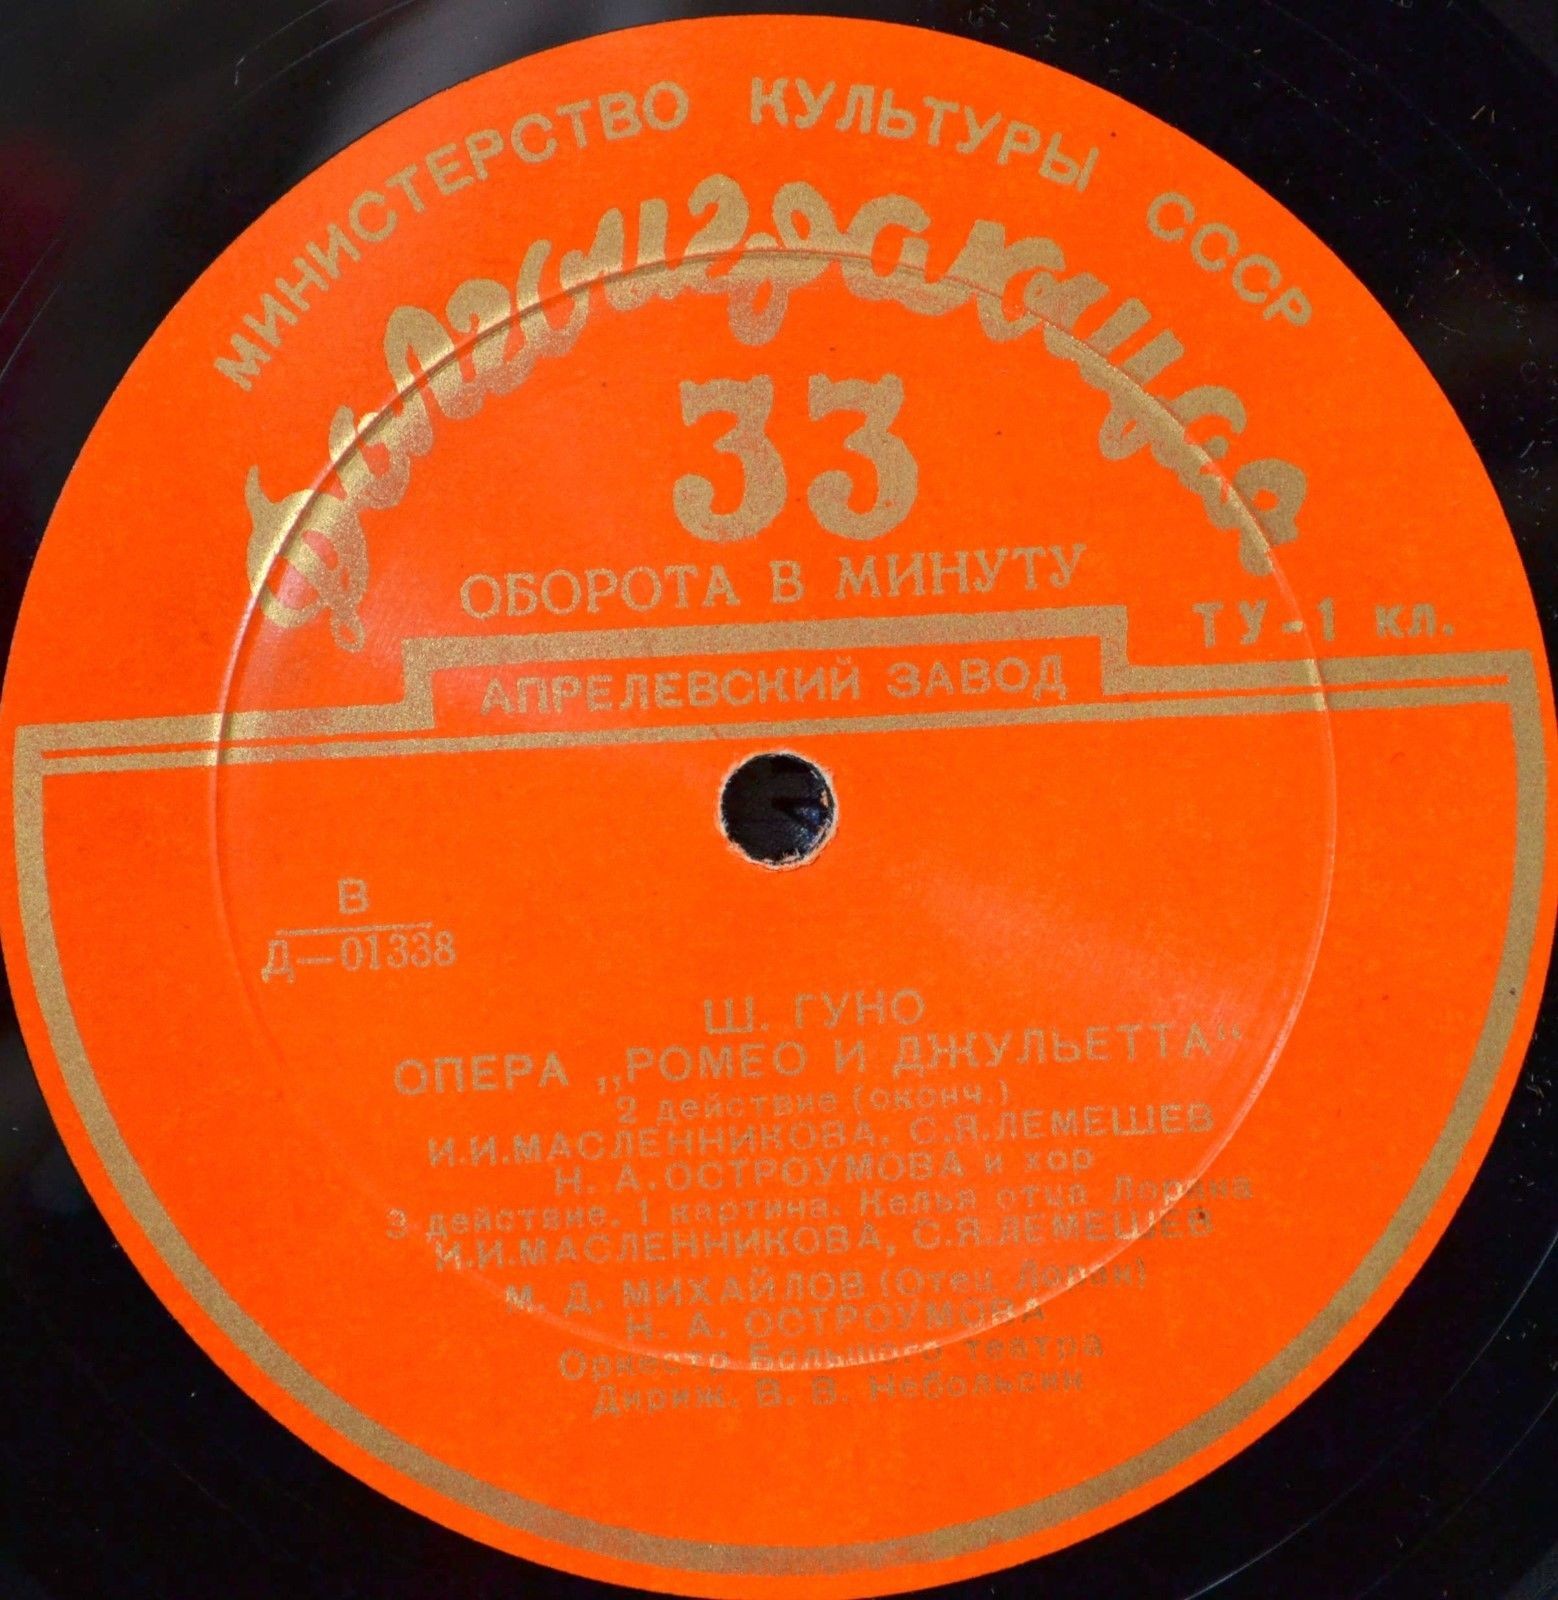 МИНИСТЕРСТВО КУЛЬТУРЫ СССР
Долгоиграющая
33
ОБОРОТА В МИНУТУ
ТУ-1 кл.
АПРЕЛЕВСКИЙ ЗАВОД
В
Д—01338
Ш. ГУНО
ОПЕРА „РОМЕО И ДЖУЛЬЕТТА“
2 действие (оконч.)
И.И.МАСЛЕННИКОВА, С.Я.ЛЕМЕШЕВ
Н. А. ОСТРОУМОВА и хор
3 действие. 1 картина. Келья отца Лорана
И.И.МАСЛЕННИКОВА, С.Я.ЛЕМЕШЕВ
М. Д. МИХАЙЛОВ (Отец Лоран)
Н. А. ОСТРОУМОВА
Оркестр Большого театра
Дириж. В. В. Небольсин